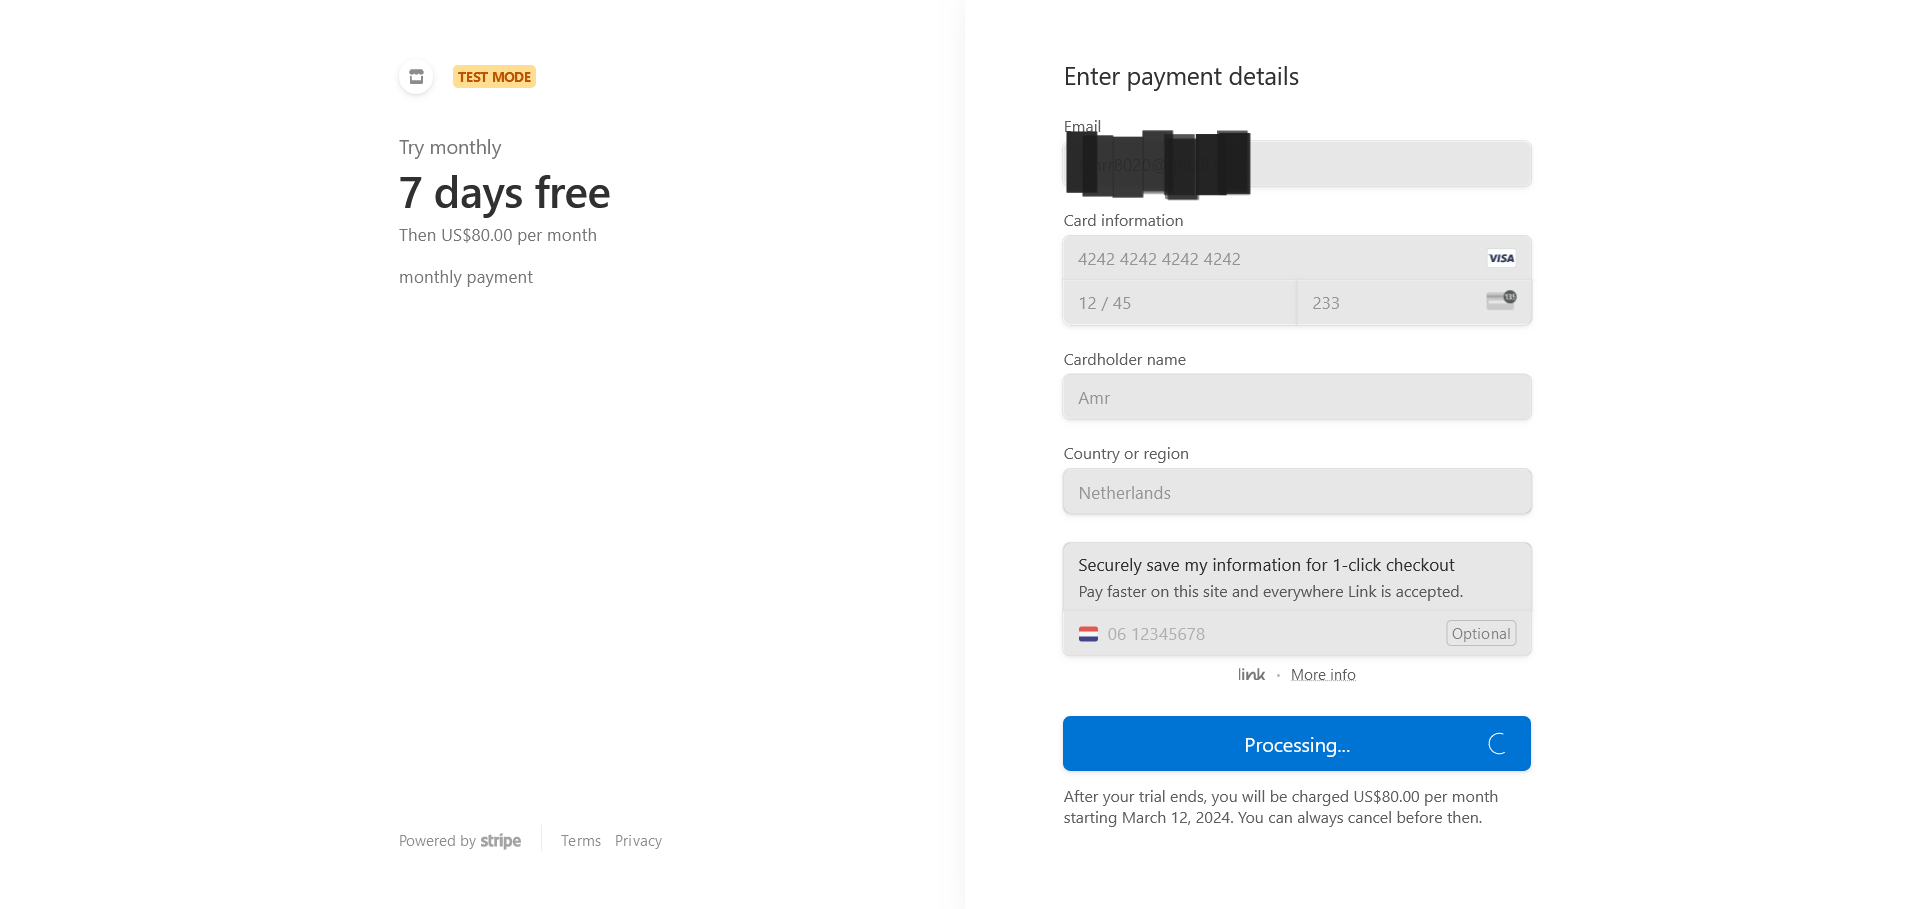 TEST MODE
Try monthly
7 days free
Then US$80.00 per month
monthly payment
Powered by stripe
Terms Privacy
Enter payment details
Email
Card information
4242 4242 4242 4242 VISA
12 / 45 233
Cardholder name
Amr
Country or region
Netherlands
Securely save my information for 1-click checkout
Pay faster on this site and everywhere Link is accepted.
06 12345678 Optional
link · More info
Processing...
After your trial ends, you will be charged US$80.00 per month
starting March 12, 2024. You can always cancel before then.